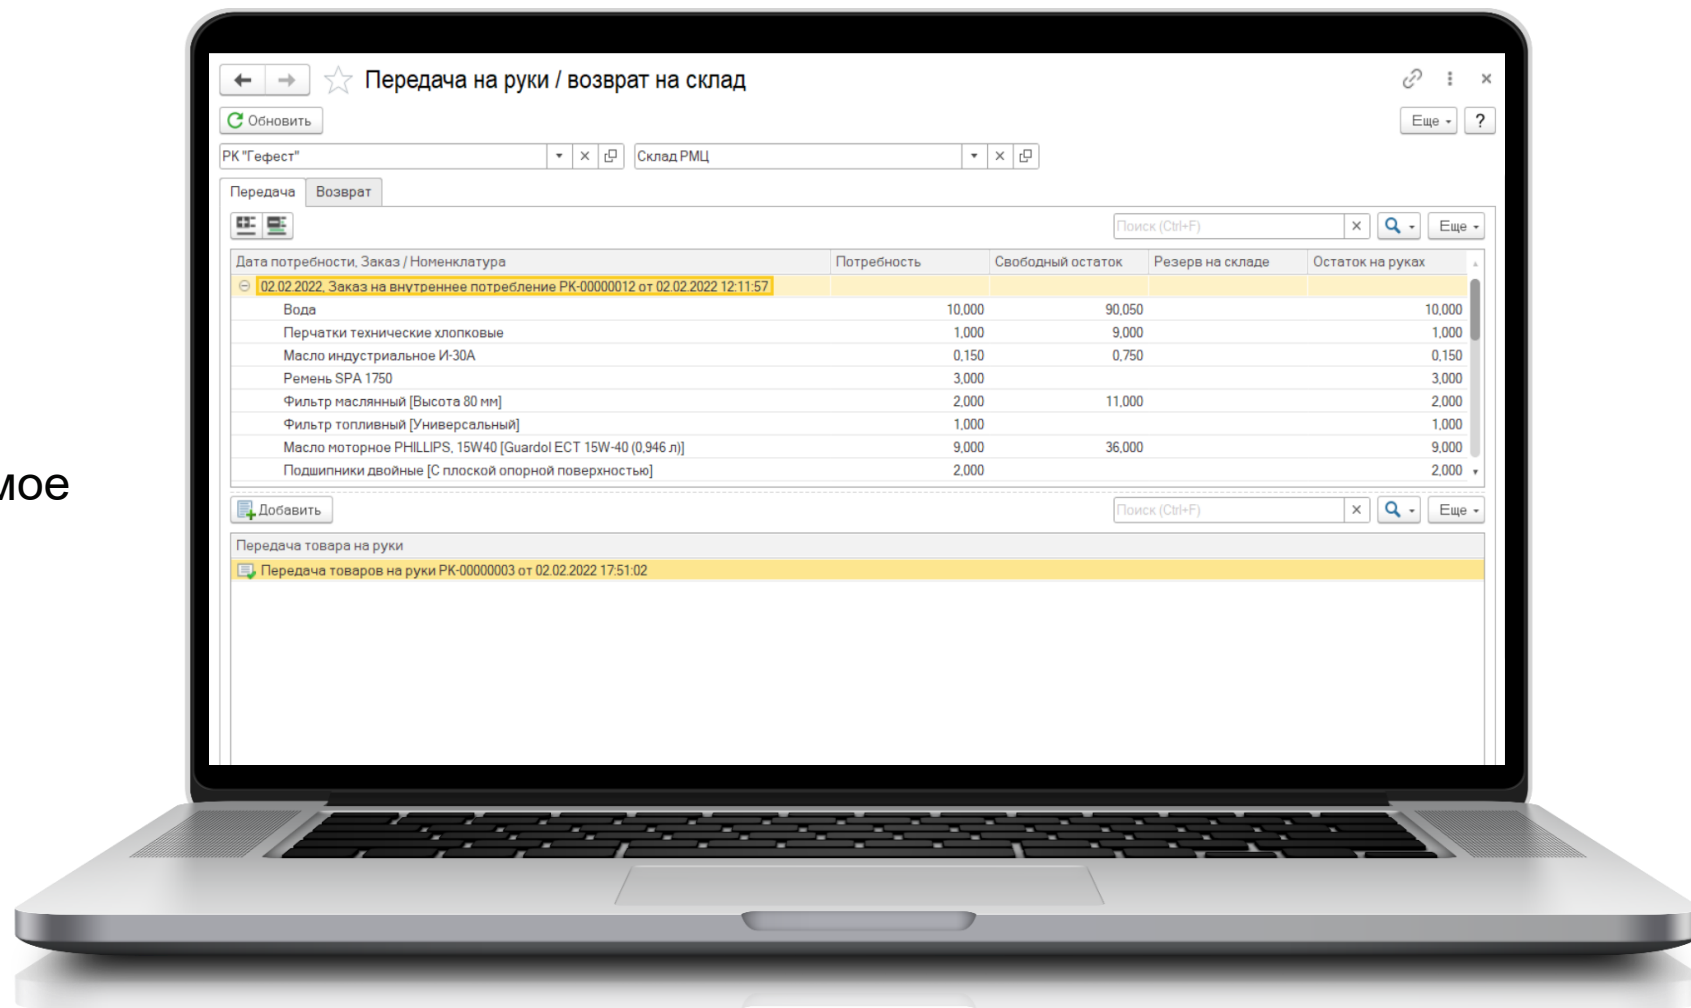 Передача на руки / возврат на склад
Обновить
Еще
?
РК "Гефест"
Склад РМЦ
Передача Возврат
Поиск (Ctrl+F)
Еще
Дата потребности, Заказ / Номенклатура Потребность Свободный остаток Резерв на складе Остаток на руках
02.02.2022, Заказ на внутреннее потребление РК-00000012 от 02.02.2022 12:11:57
Вода 10,000 90,050 10,000
Перчатки технические хлопковые 1,000 9,000 1,000
Масло индустриальное И-30А 0,150 0,750 0,150
Ремень SPA 1750 3,000 3,000
Фильтр маслянный [Высота 80 мм] 2,000 11,000 2,000
Фильтр топливный [Универсальный] 1,000 1,000
Масло моторное PHILLIPS, 15W40 [Guardol ECT 15W-40 (0,946 л)] 9,000 36,000 9,000
Подшипники двойные [С плоской опорной поверхностью] 2,000 2,000
мое
Добавить
Поиск (Ctrl+F)
Еще
Передача товара на руки
Передача товаров на руки РК-00000003 от 02.02.2022 17:51:02